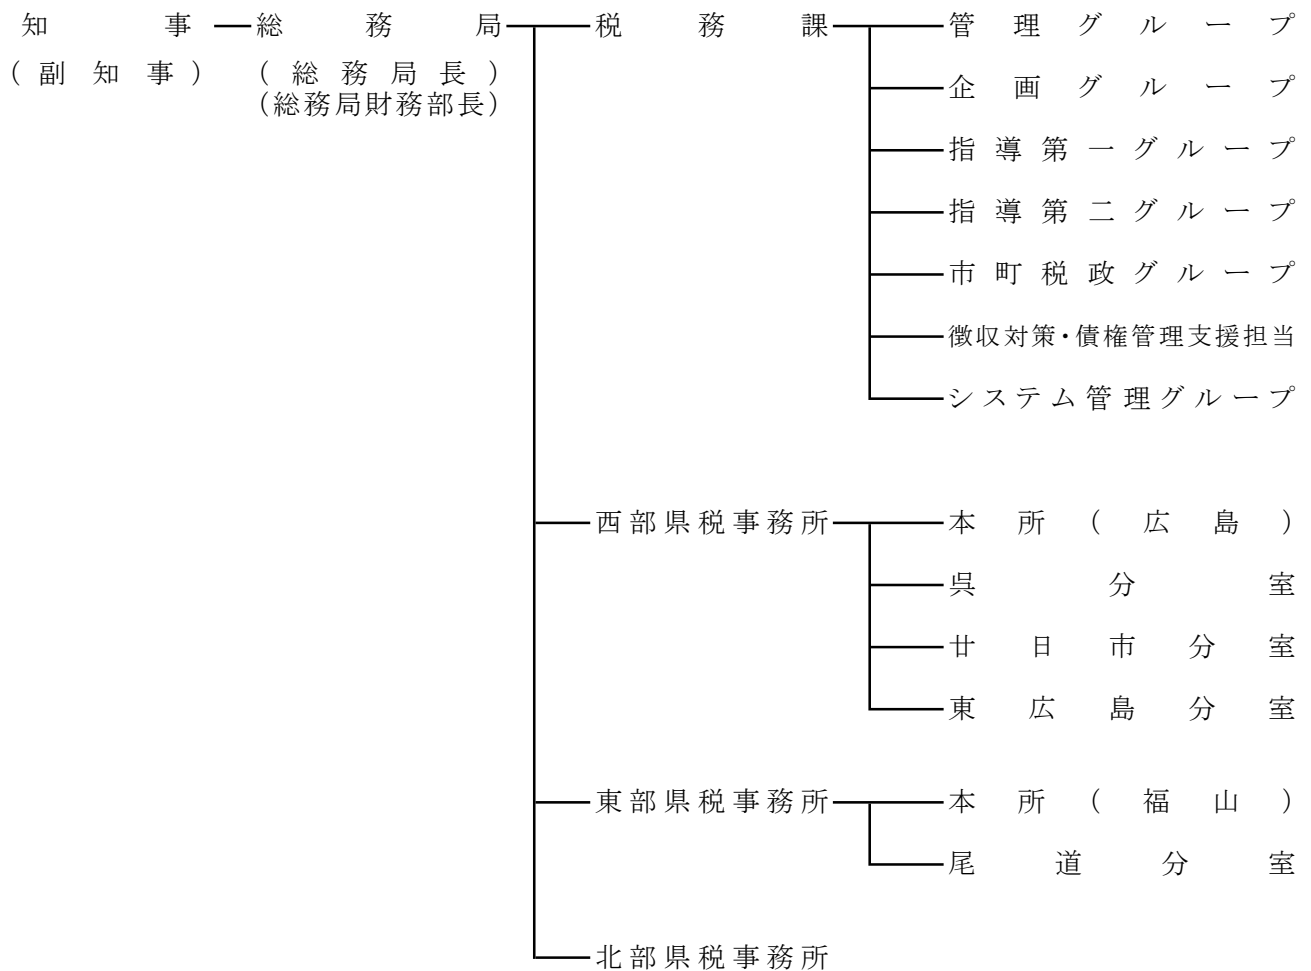 知事 総務局 税務課 管理グループ
(副知事) (総務局長)
(総務局財務部長)
企画グループ
指導第一グループ
指導第二グループ
市町税政グループ
徴収対策・債権管理支援担当
システム管理グループ
西部県税事務所 本所(広島)
呉分室
廿日市分室
東広島分室
東部県税事務所 本所(福山)
尾道分室
北部県税事務所